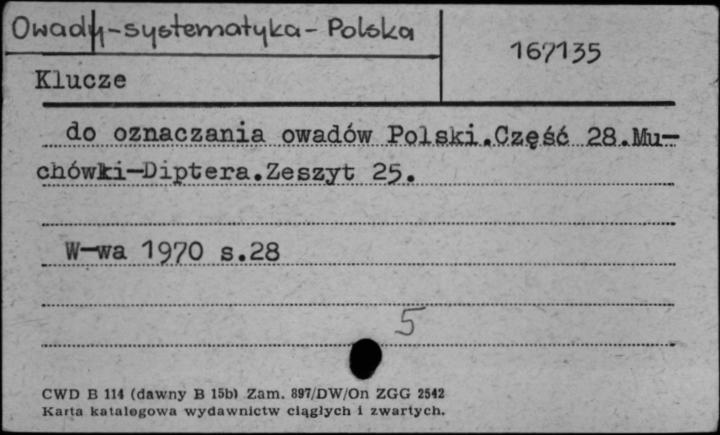 Owady-systematyka-Polska
167135
Klucze
do oznaczania owadów Polski.Część 28.Mu-
chówki-Diptera.Zeszyt 25.
W-wa 1970 s.28
5
CWD B 114 (dawny B 15b) Zam. 897/DW/On ZGG 2542
Karta katalogowa wydawnictw ciągłych i zwartych.